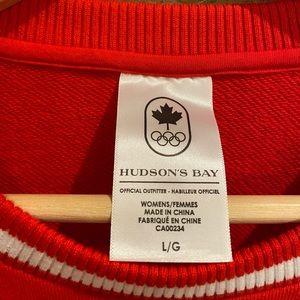 HUDSON'S BAY
OFFICIAL OUTFITTER - HABILLEUR OFFICIEL
WOMENS/FEMMES
MADE IN CHINA
FABRIQUÉ EN CHINE
CA00234
L/G